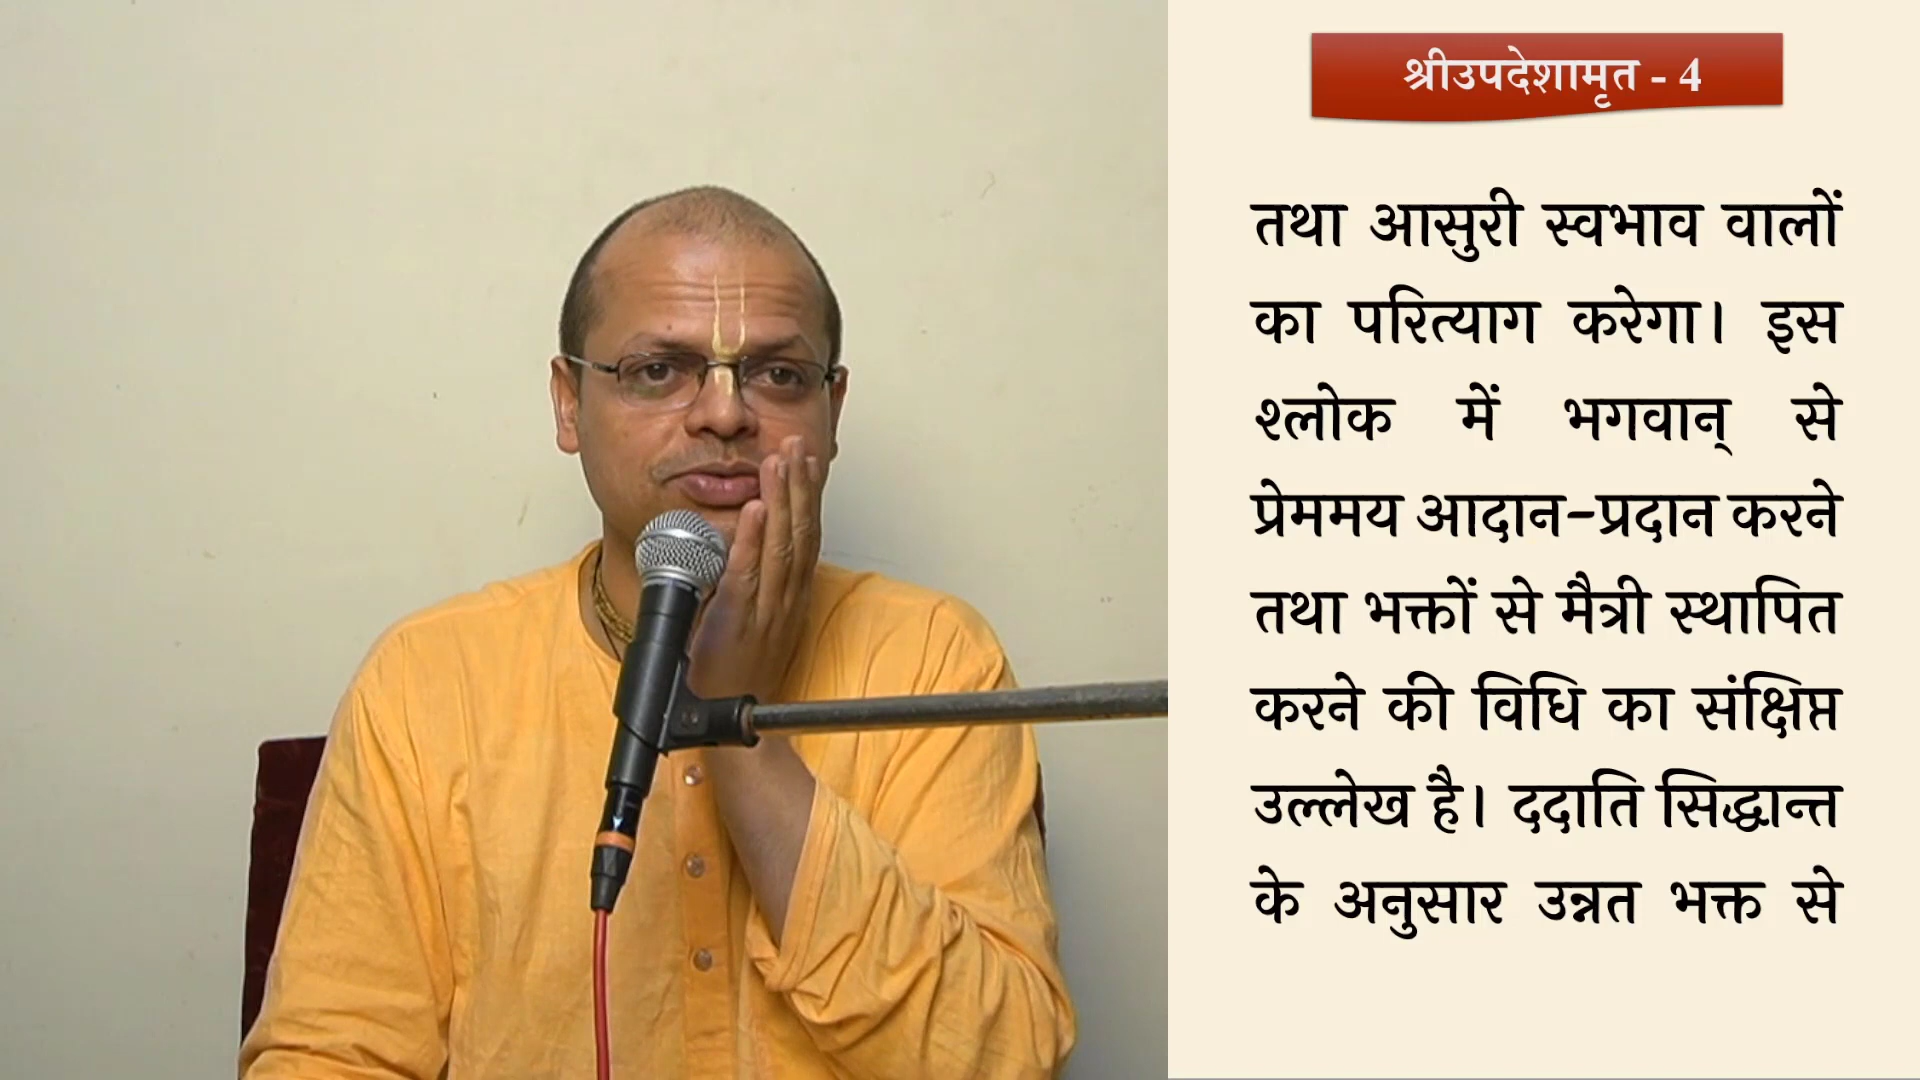 श्रीउपदेशामृत - 4
तथा आसुरी स्वभाव वालों
का परित्याग करेगा। इस
श्लोक में भगवान् से
प्रेममय आदान-प्रदान करने
तथा भक्तों से मैत्री स्थापित
करने की विधि का संक्षिप्त
उल्लेख है। ददाति सिद्धान्त
के अनुसार उन्नत भक्त से